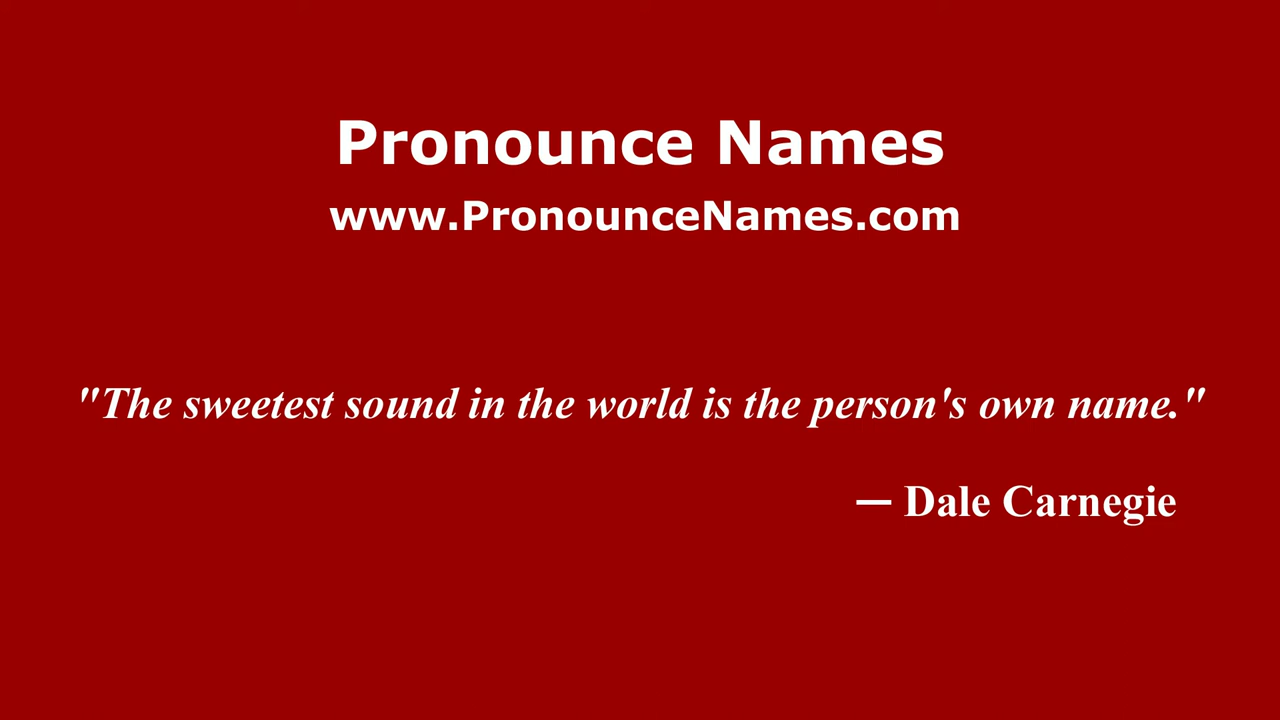 Pronounce Names
www.PronounceNames.com
"The sweetest sound in the world is the person's own name."
— Dale Carnegie